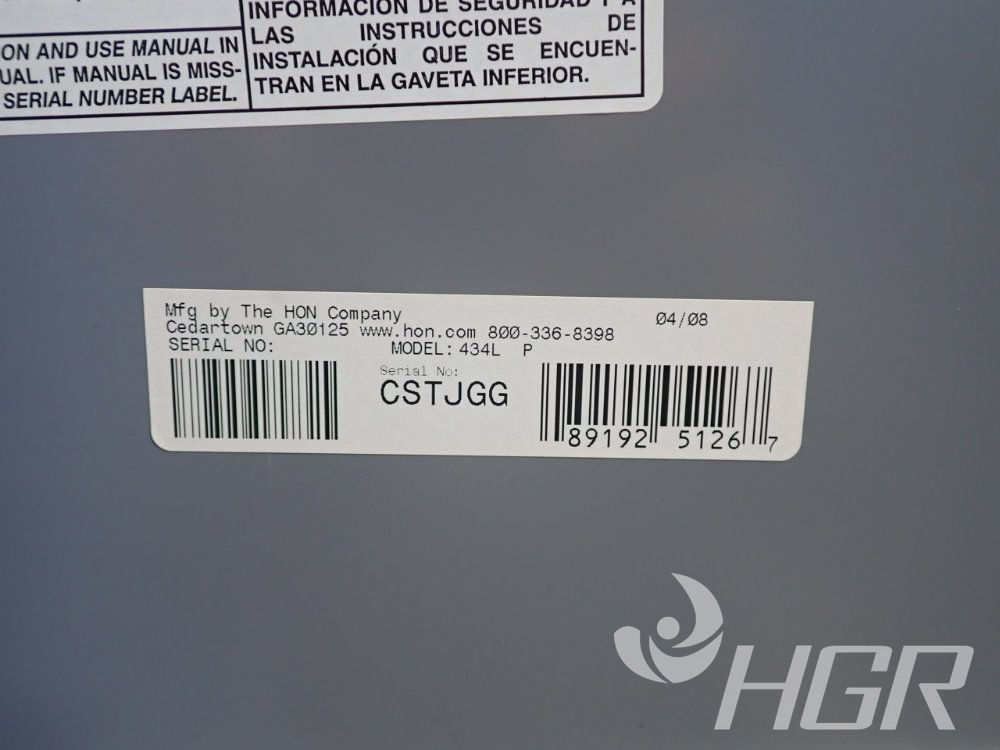 INFORMACIÓN DE SEGURIDAD Y A
LAS INSTRUCCIONES DE
INSTALACIÓN QUE SE ENCUEN-
TRAN EN LA GAVETA INFERIOR.
ON AND USE MANUAL IN
UAL. IF MANUAL IS MISS-
SERIAL NUMBER LABEL.
Mfg by The HON Company 04/08
Cedartown GA30125 www.hon.com 800-336-8398
SERIAL NO: MODEL: 434L P
Serial No:
CSTJGG
89192 5126 7
HGR